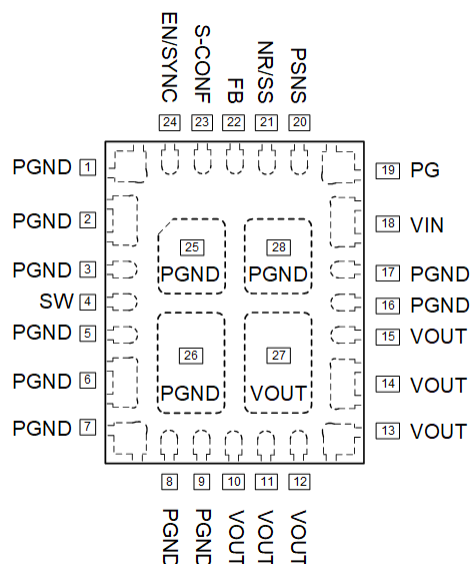 EN/SYNC
S-CONF
FB
NR/SS
PSNS
24
23
22
21
20
PGND 1
19 PG
PGND 2
18 VIN
25
PGND
28
PGND
PGND 3
17 PGND
SW 4
16 PGND
PGND 5
15 VOUT
26
PGND
27
VOUT
PGND 6
14 VOUT
PGND 7
13 VOUT
8
9
10
11
12
PGND
PGND
VOUT
VOUT
VOUT